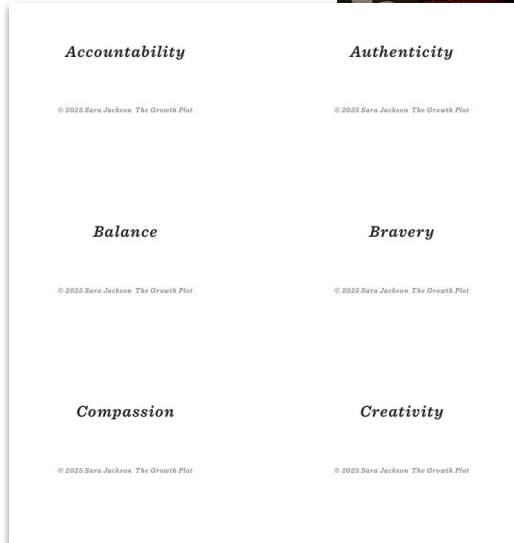 Accountability
Authenticity
© 2025 Sara Jackson The Growth Plot
© 2025 Sara Jackson The Growth Plot
Balance
Bravery
© 2025 Sara Jackson The Growth Plot
© 2025 Sara Jackson The Growth Plot
Compassion
Creativity
© 2025 Sara Jackson The Growth Plot
© 2025 Sara Jackson The Growth Plot